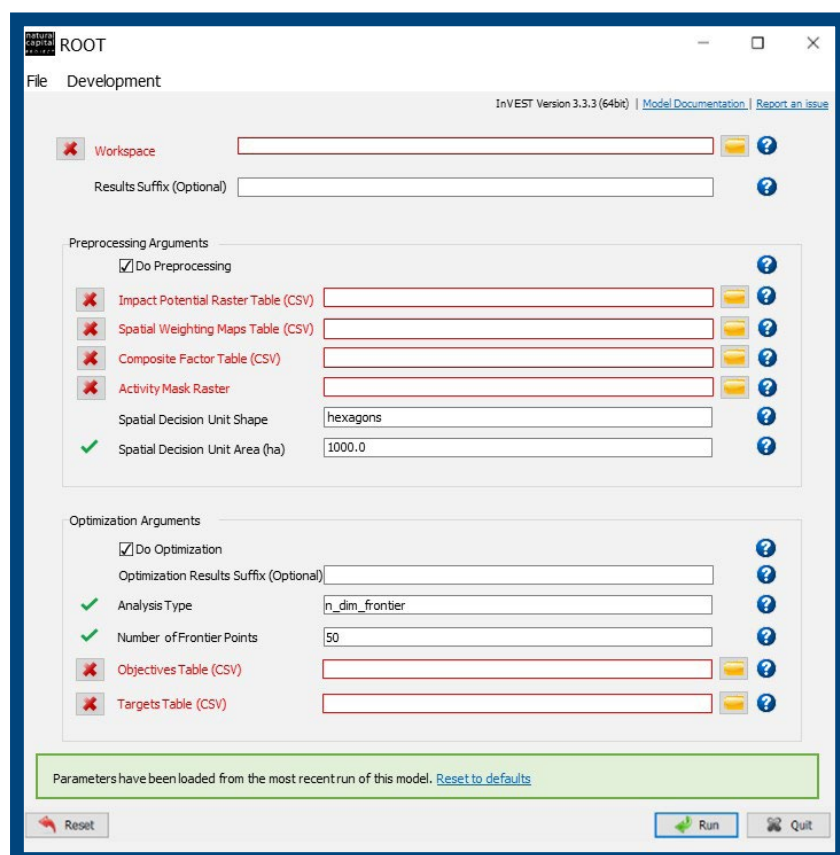 natural
capital
PROJECT
ROOT
File Development
InVEST Version 3.3.3 (64bit) | Model Documentation | Report an issue
Workspace
Results Suffix (Optional)
Preprocessing Arguments
Do Preprocessing
Impact Potential Raster Table (CSV)
Spatial Weighting Maps Table (CSV)
Composite Factor Table (CSV)
Activity Mask Raster
Spatial Decision Unit Shape hexagons
Spatial Decision Unit Area (ha) 1000.0
Optimization Arguments
Do Optimization
Optimization Results Suffix (Optional)
Analysis Type n_dim_frontier
Number of Frontier Points 50
Objectives Table (CSV)
Targets Table (CSV)
Parameters have been loaded from the most recent run of this model. Reset to defaults
Reset Run Quit